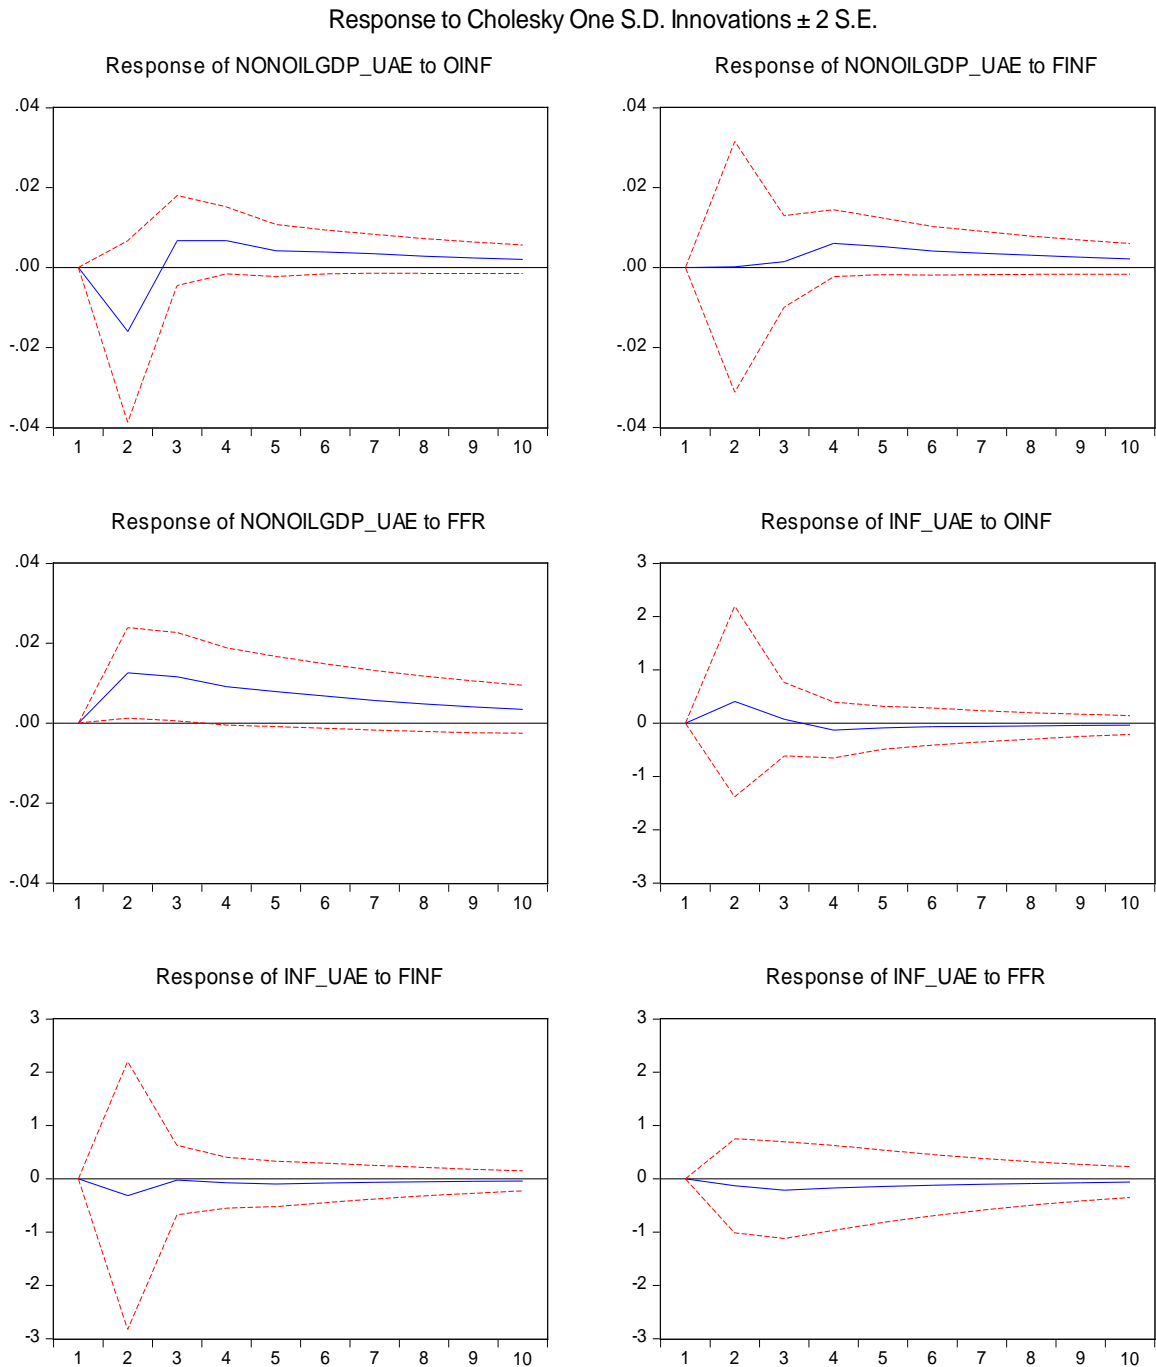 Response to Cholesky One S.D. Innovations ± 2 S.E.
Response of NONOILGDP_UAE to OINF
.04
.02
.00
-.02
-.04
1 2 3 4 5 6 7 8 9 10
Response of NONOILGDP_UAE to FINF
.04
.02
.00
-.02
-.04
1 2 3 4 5 6 7 8 9 10
Response of NONOILGDP_UAE to FFR
.04
.02
.00
-.02
-.04
1 2 3 4 5 6 7 8 9 10
Response of INF_UAE to OINF
3
2
1
0
-1
-2
-3
1 2 3 4 5 6 7 8 9 10
Response of INF_UAE to FINF
3
2
1
0
-1
-2
-3
1 2 3 4 5 6 7 8 9 10
Response of INF_UAE to FFR
3
2
1
0
-1
-2
-3
1 2 3 4 5 6 7 8 9 10